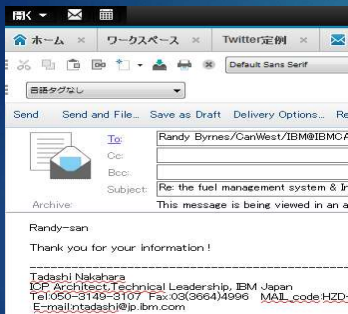 開く
ホーム × ワークスペース × Twitter定例 ×
Default Sans Serif
言語タグなし
Send Send and File... Save as Draft Delivery Options...
To: Randy Byrnes/CanWest/IBM@IBMCA
Cc:
Bcc:
Subject: Re: the fuel management system & In
Archive: This message is being viewed in an a
Randy-san
Thank you for your information !
Tadashi Nakahara
ICP Architect,Technical Leadership, IBM Japan
Tel:050-3149-3107 Fax:03(3664)4996 MAIL code:HZD-
E-mail:ntadashi@jp.ibm.com